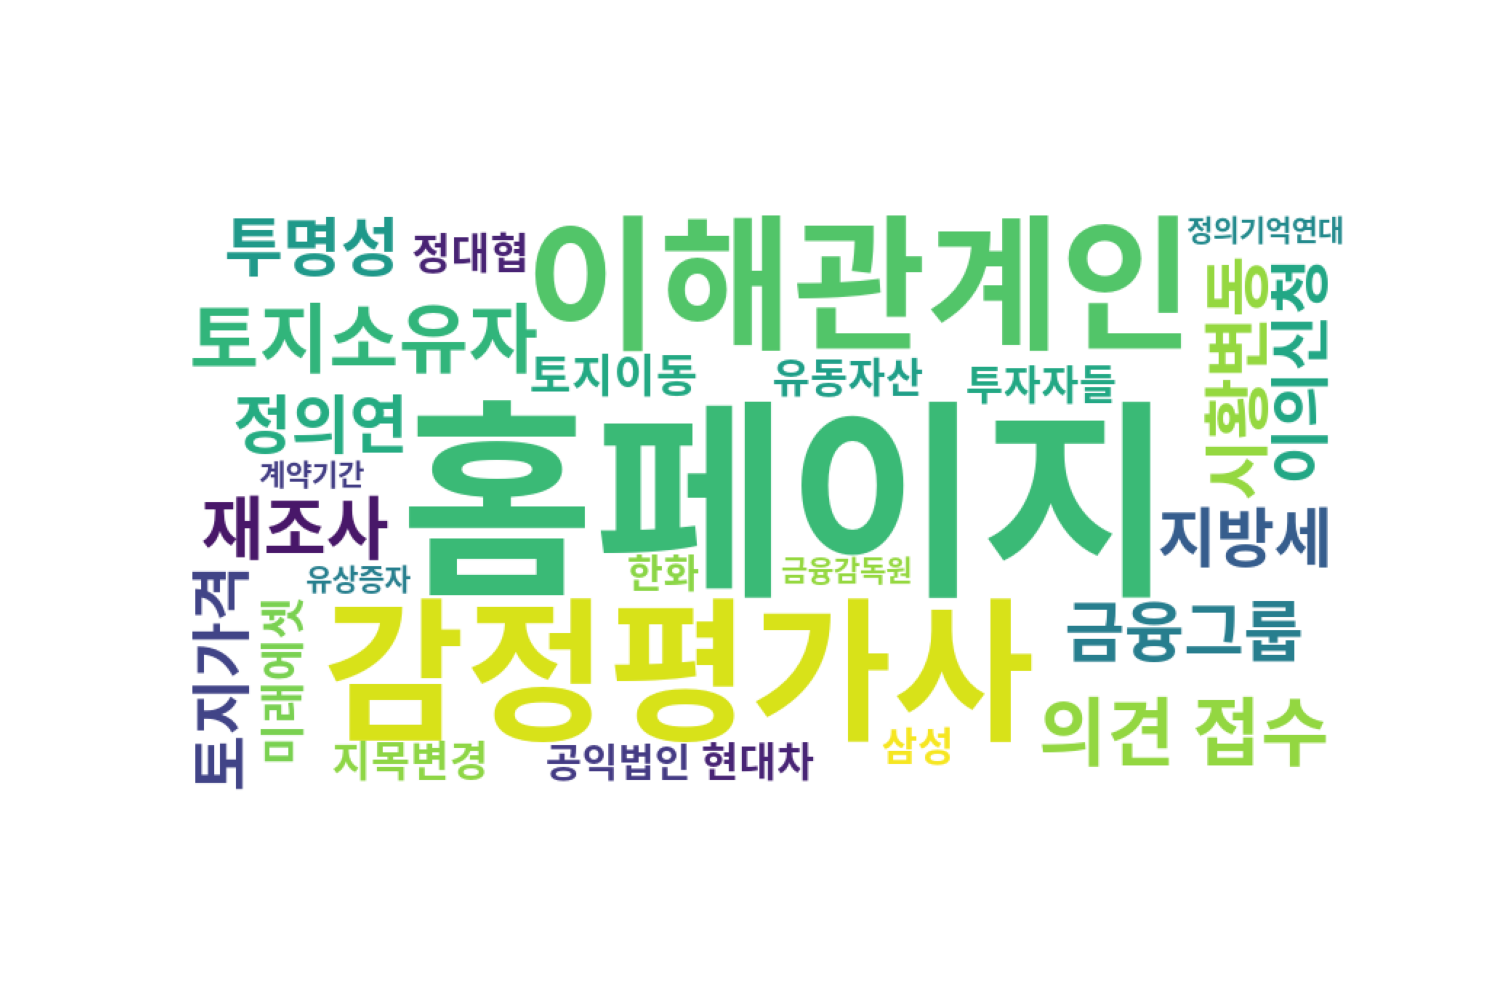 투명성
정대협
이해관계인
정의기억연대
토지소유자
토지이동
유동자산
투자자들
시황변동
이의신청
정의연
홈페이지
계약기간
재조사
지방세
유상증자
한화
금융감독원
토지가격
미래에셋
감정평가사
금융그룹
의견 접수
지목변경
공익법인
현대차
삼성